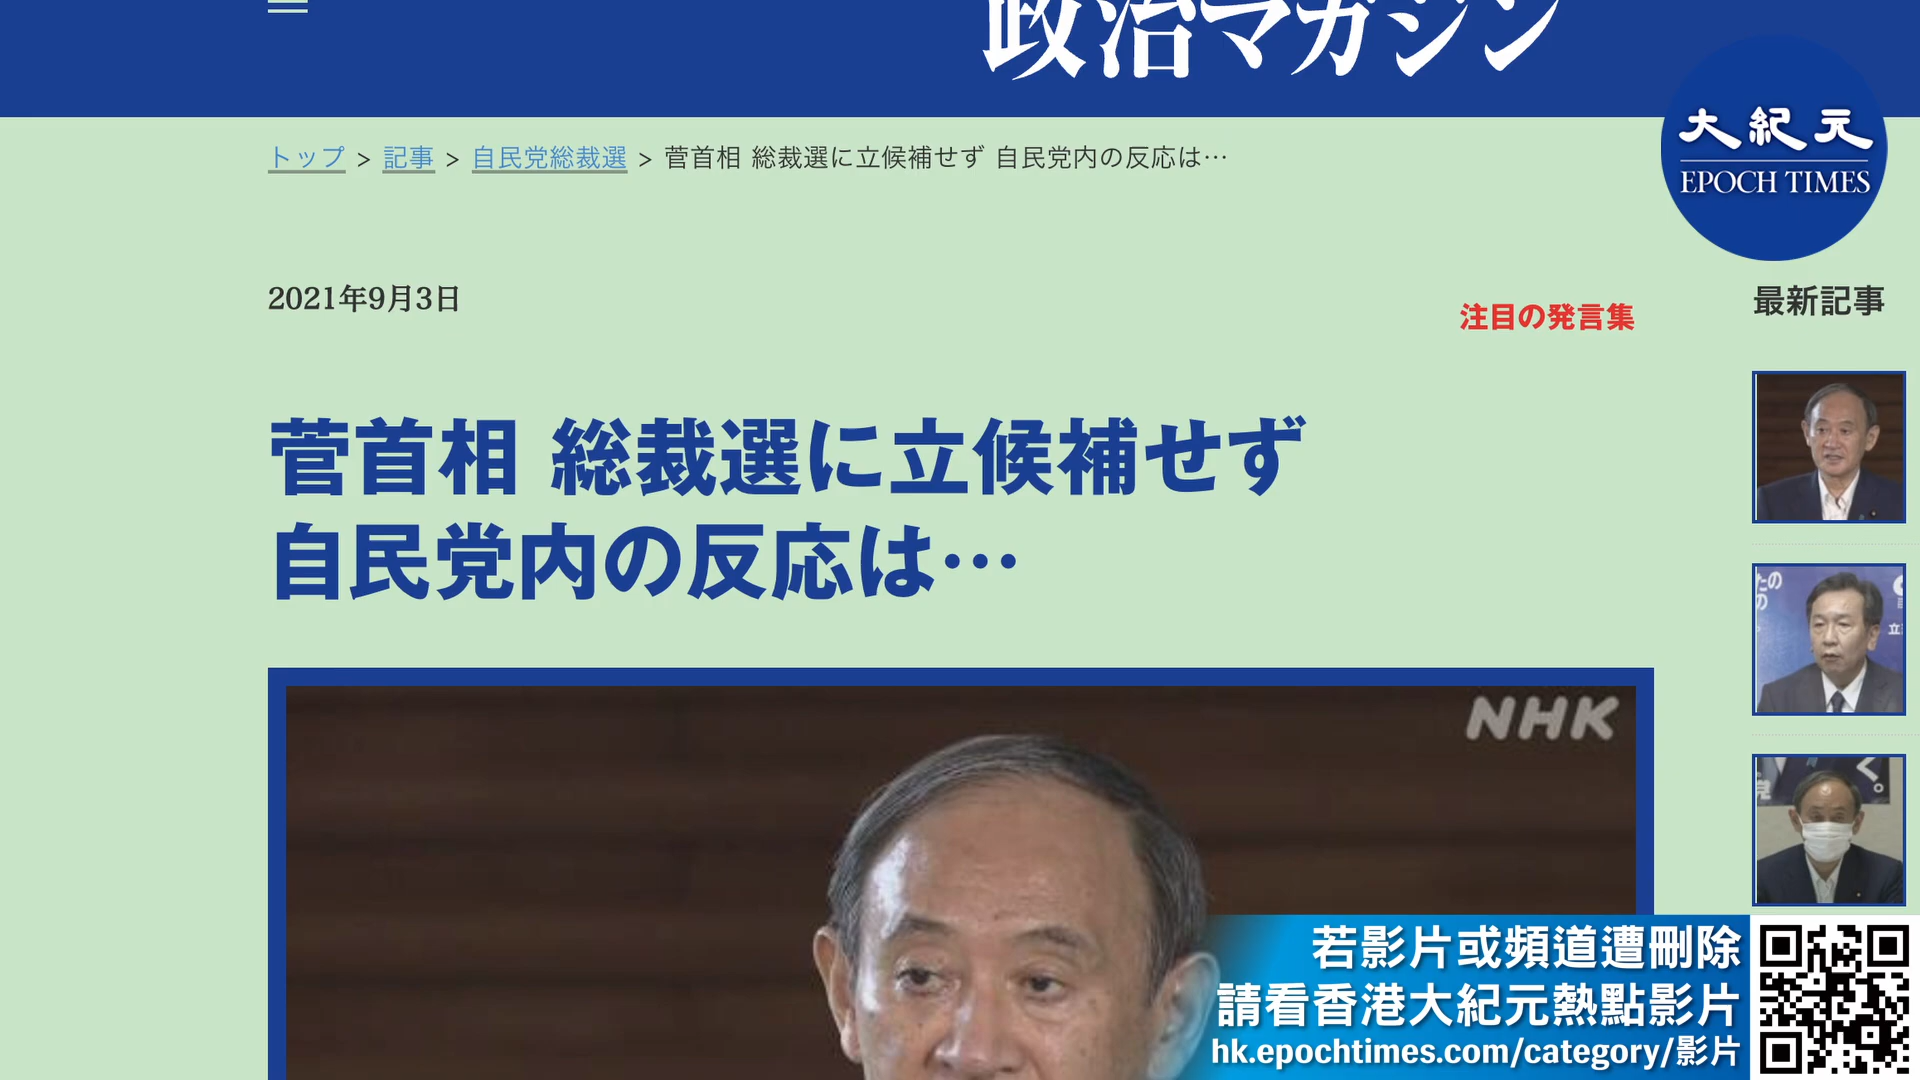 政治マガジン
大紀元
EPOCH TIMES
トップ > 記事 > 自民党総裁選 > 菅首相 総裁選に立候補せず 自民党内の反応は…
2021年9月3日
注目の発言集
最新記事
菅首相 総裁選に立候補せず
自民党内の反応は…
NHK
若影片或頻道遭刪除
請看香港大紀元熱點影片
hk.epochtimes.com/category/影片